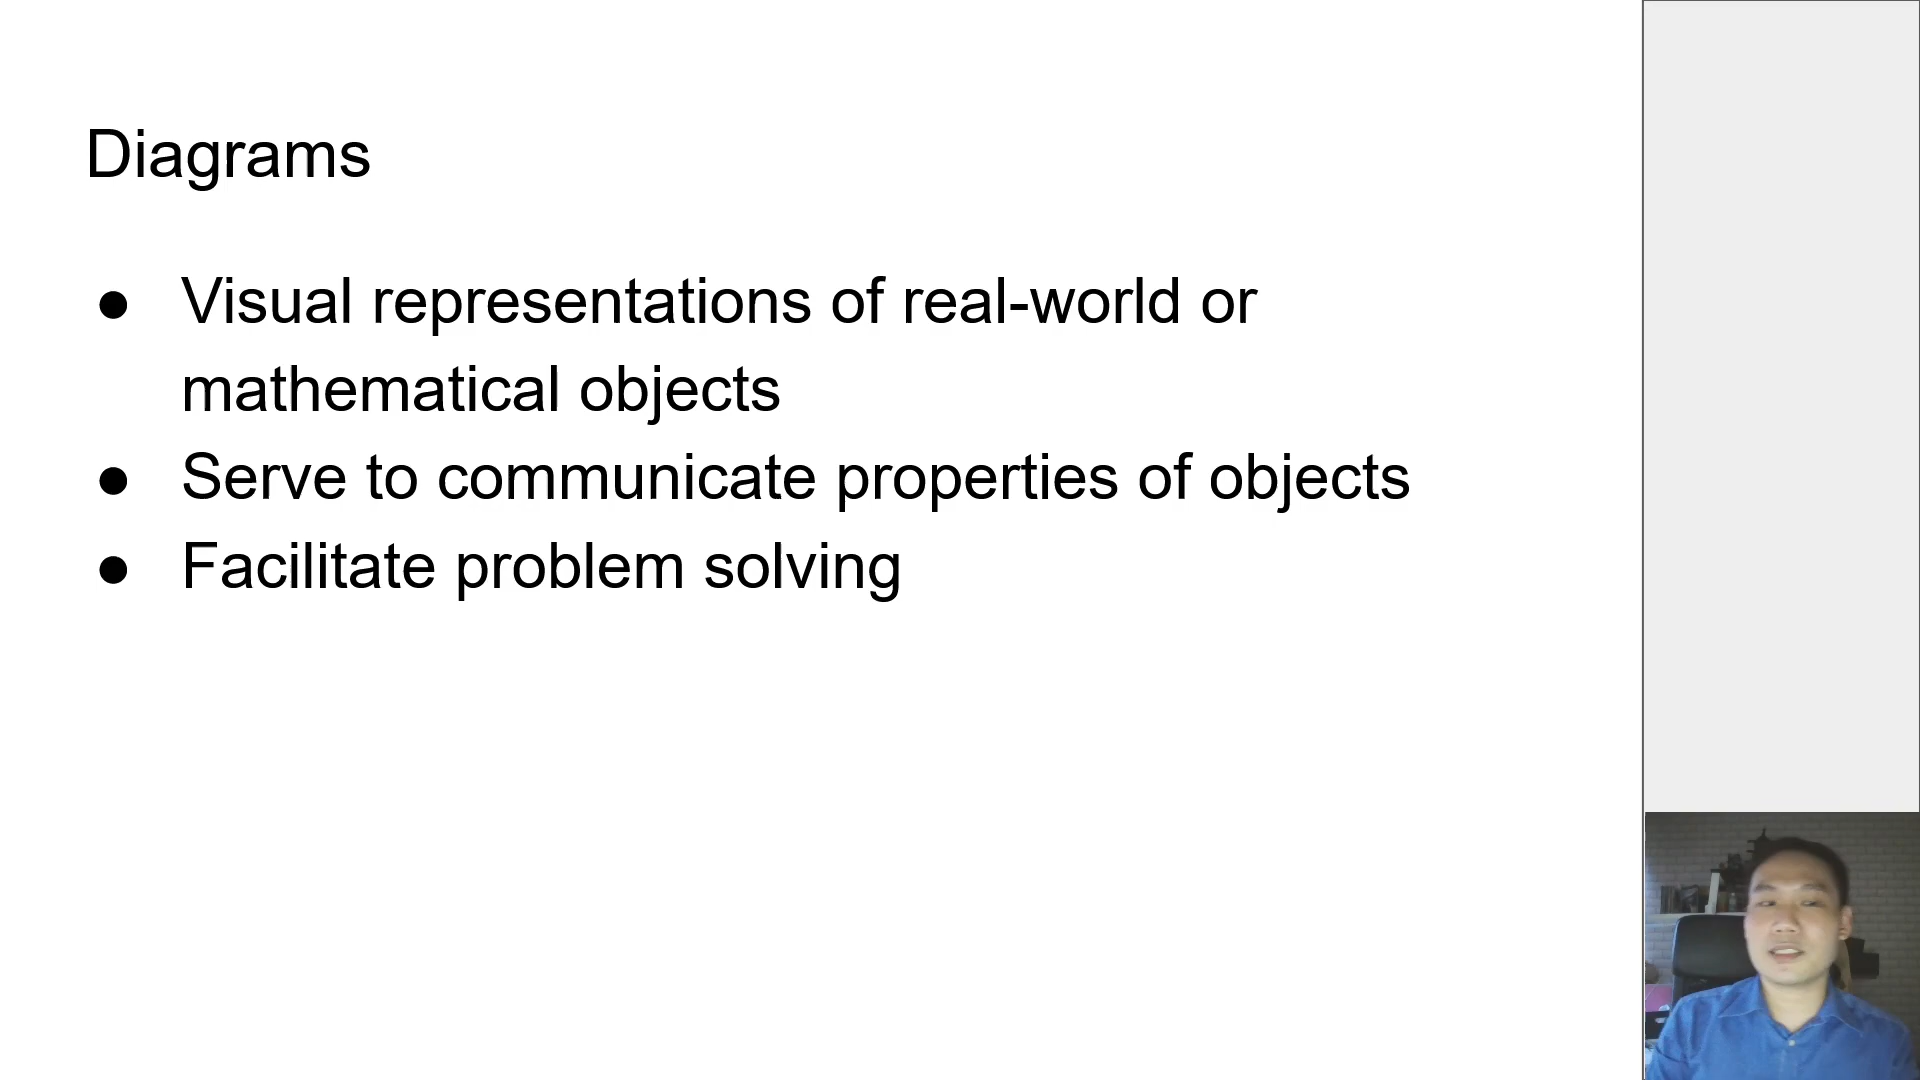 Diagrams
● Visual representations of real-world or
mathematical objects
● Serve to communicate properties of objects
● Facilitate problem solving